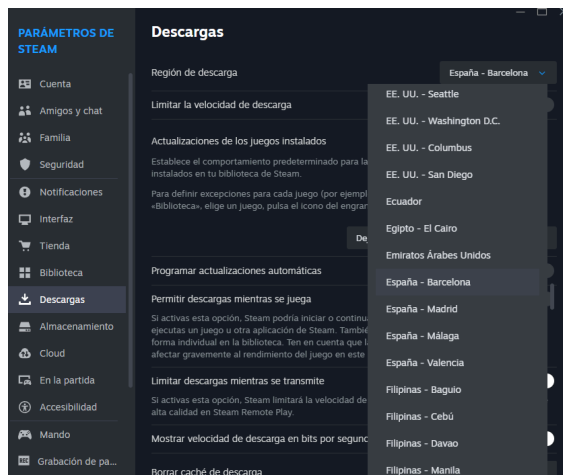 PARÁMETROS DE
STEAM
Cuenta
Amigos y chat
Familia
Seguridad
Notificaciones
Interfaz
Tienda
Biblioteca
Descargas
Almacenamiento
Cloud
En la partida
Accesibilidad
Mando
Grabación de pa...
Descargas
Región de descarga
España - Barcelona
Limitar la velocidad de descarga
Actualizaciones de los juegos instalados
Establece el comportamiento predeterminado para la
instalados en tu biblioteca de Steam.
Para definir excepciones para cada juego (por ejempl
«Biblioteca», elige un juego, pulsa el icono del engran
De
Programar actualizaciones automáticas
Permitir descargas mientras se juega
Si activas esta opción, Steam podría iniciar o continu
ejecutas un juego u otra aplicación de Steam. Tambié
forma individual en la biblioteca. Ten en cuenta que l
afectar gravemente al rendimiento del juego en este
Limitar descargas mientras se transmite
Si activas esta opción, Steam limitará la velocidad de
alta calidad en Steam Remote Play.
Mostrar velocidad de descarga en bits por segund
Borrar caché de descarga
EE. UU. - Seattle
EE. UU. - Washington D.C.
EE. UU. - Columbus
EE. UU. - San Diego
Ecuador
Egipto - El Cairo
Emiratos Árabes Unidos
España - Barcelona
España - Madrid
España - Málaga
España - Valencia
Filipinas - Baguio
Filipinas - Cebú
Filipinas - Davao
Filipinas - Manila